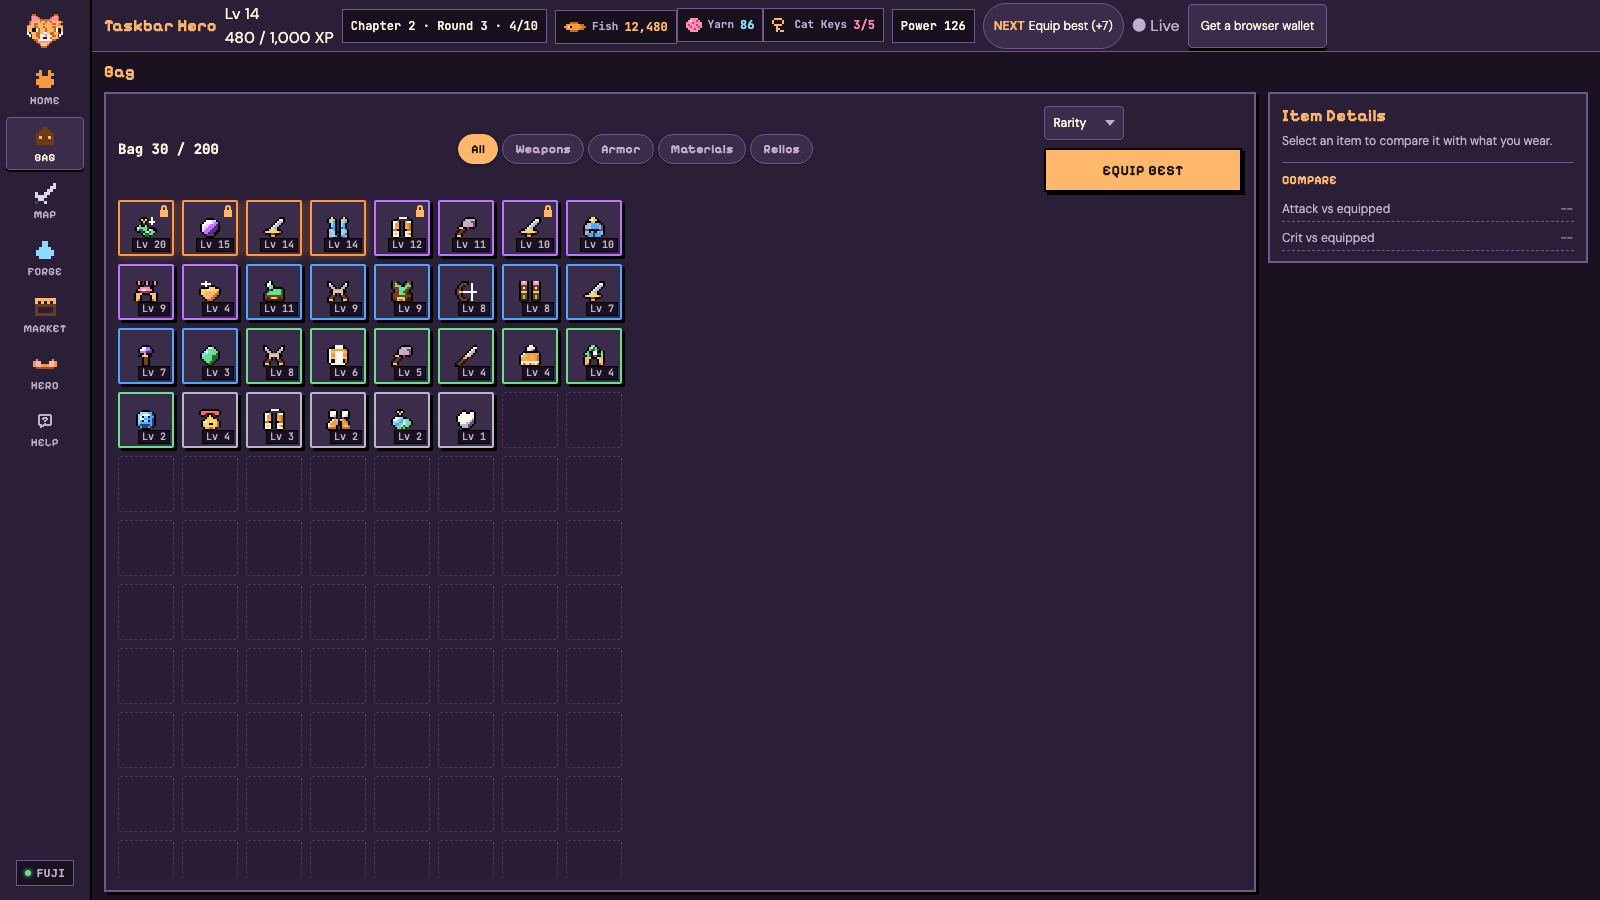 Taskbar Hero
Lv 14
480 / 1,000 XP
Chapter 2 · Round 3 · 4/10
Fish 12,480
Yarn 86
Cat Keys 3/5
Power 126
NEXT Equip best (+7)
Live
Get a browser wallet
HOME
BAG
MAP
FORGE
MARKET
HERO
HELP
FUJI
Bag
Bag 30 / 200
All
Weapons
Armor
Materials
Relics
Rarity
EQUIP BEST
Lv 20
Lv 15
Lv 14
Lv 14
Lv 12
Lv 11
Lv 10
Lv 10
Lv 9
Lv 4
Lv 11
Lv 9
Lv 9
Lv 8
Lv 8
Lv 7
Lv 7
Lv 3
Lv 8
Lv 6
Lv 5
Lv 4
Lv 4
Lv 4
Lv 2
Lv 4
Lv 3
Lv 2
Lv 2
Lv 1
Item Details
Select an item to compare it with what you wear.
COMPARE
Attack vs equipped --
Crit vs equipped --